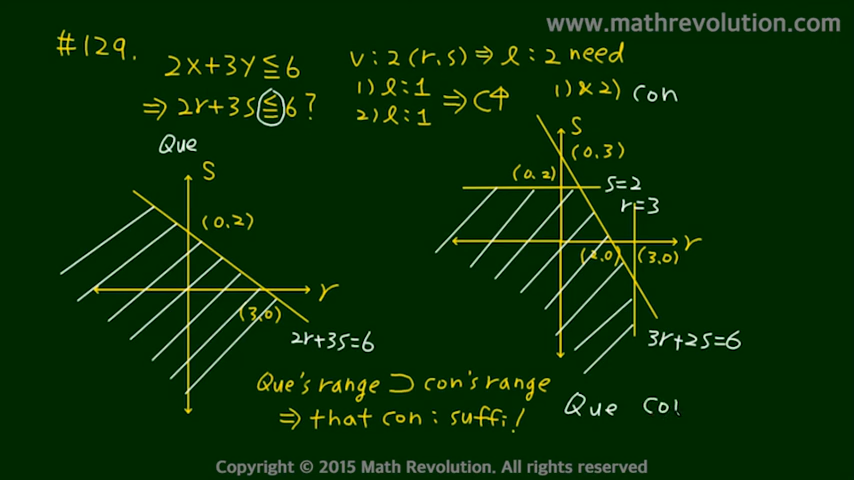 www.mathrevolution.com
#129.
2x+3y≦6
⇒ 2r+3s≦6?
v:2(r,s)⇒ℓ:2 need
1) ℓ:1
2) ℓ:1
⇒ C↑
1)&2) con
Que
S
(0,2)
r
(3,0)
2r+3s=6
S
(0,3)
(0,2)
s=2
r=3
r
(2,0)
(3,0)
3r+2s=6
Que's range ⊃ con's range
⇒ that con : suffi!
Que
Copyright © 2015 Math Revolution. All rights reserved